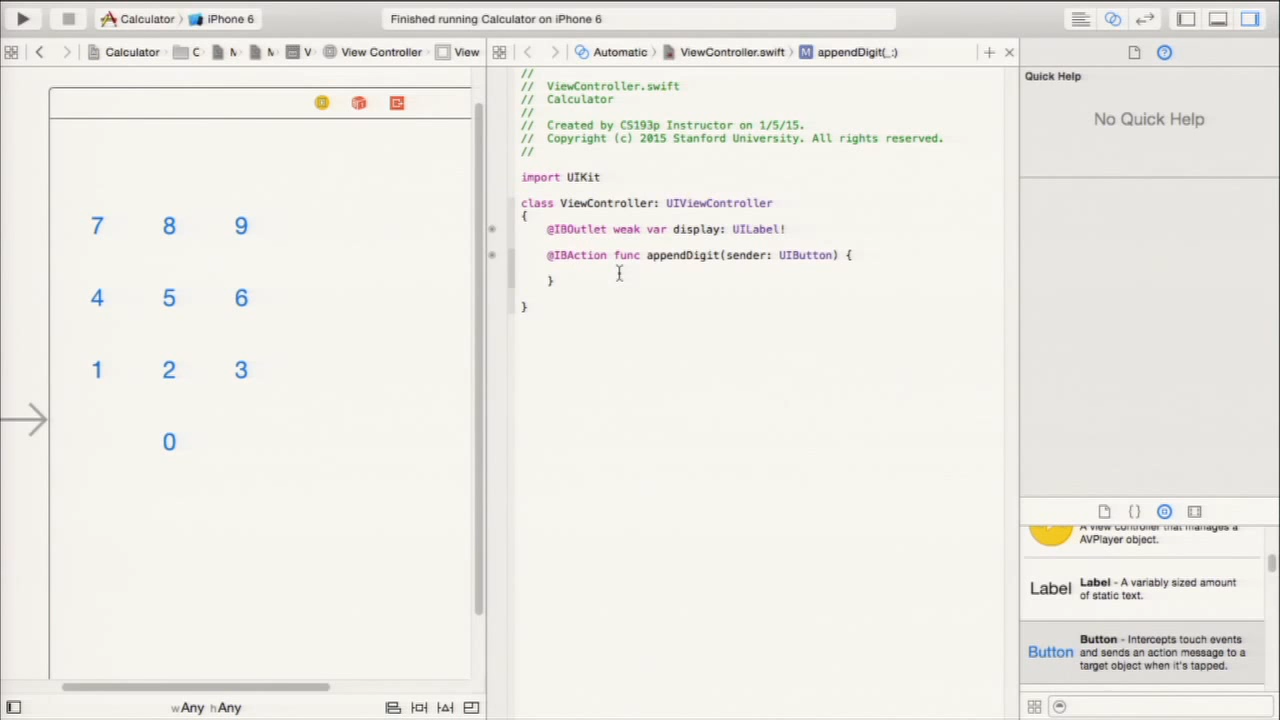 Calculator
iPhone 6
Finished running Calculator on iPhone 6
Calculator
C
M
M
V
View Controller
View
Automatic
ViewController.swift
M
appendDigit(_:)
Quick Help
No Quick Help
//
// ViewController.swift
// Calculator
//
// Created by CS193p Instructor on 1/5/15.
// Copyright (c) 2015 Stanford University. All rights reserved.
//
import UIKit
class ViewController: UIViewController
{
@IBOutlet weak var display: UILabel!
@IBAction func appendDigit(sender: UIButton) {
}
}
7 8 9
4 5 6
1 2 3
0
A view controller that manages a
AVPlayer object.
Label
Label - A variably sized amount
of static text.
Button
Button - Intercepts touch events
and sends an action message to a
target object when it's tapped.
wAny hAny